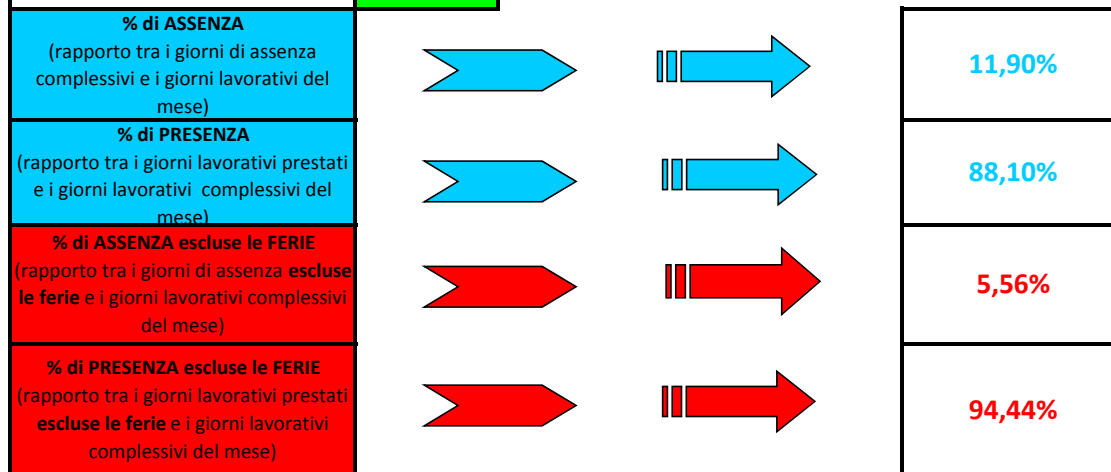 % di ASSENZA
(rapporto tra i giorni di assenza
complessivi e i giorni lavorativi del
mese)
11,90%
% di PRESENZA
(rapporto tra i giorni lavorativi prestati
e i giorni lavorativi complessivi del
mese)
88,10%
% di ASSENZA escluse le FERIE
(rapporto tra i giorni di assenza escluse
le ferie e i giorni lavorativi complessivi
del mese)
5,56%
% di PRESENZA escluse le FERIE
(rapporto tra i giorni lavorativi prestati
escluse le ferie e i giorni lavorativi
complessivi del mese)
94,44%